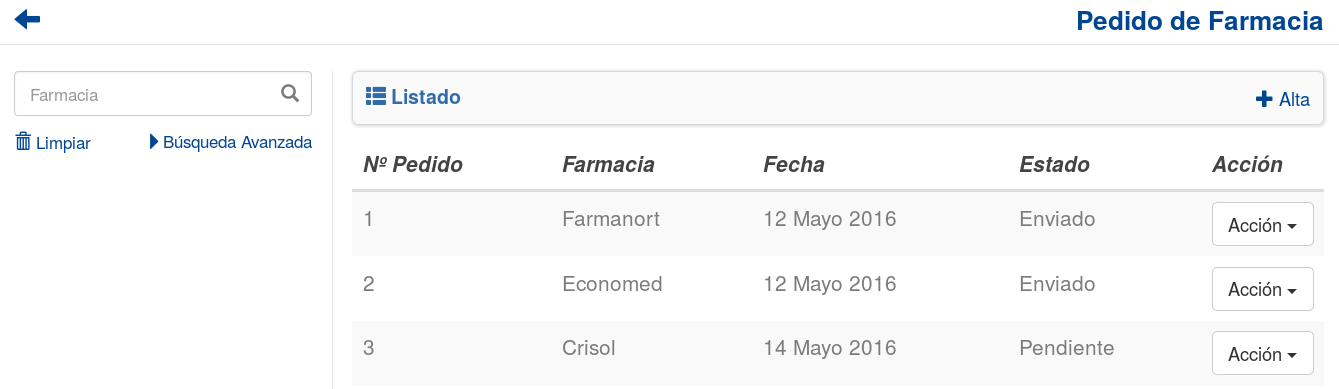 Pedido de Farmacia
Farmacia
Limpiar Búsqueda Avanzada
Listado Alta
Nº Pedido Farmacia Fecha Estado Acción
1 Farmanort 12 Mayo 2016 Enviado Acción
2 Economed 12 Mayo 2016 Enviado Acción
3 Crisol 14 Mayo 2016 Pendiente Acción